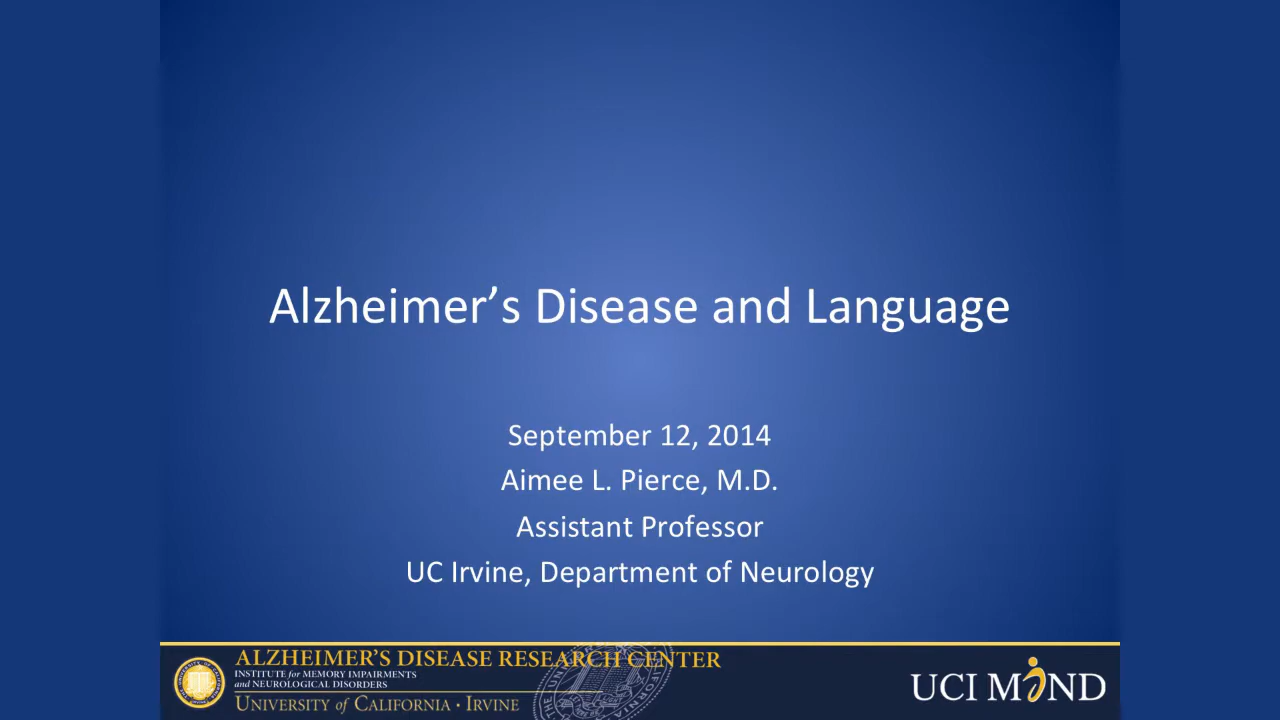 Alzheimer’s Disease and Language
September 12, 2014
Aimee L. Pierce, M.D.
Assistant Professor
UC Irvine, Department of Neurology
ALZHEIMER’S DISEASE RESEARCH CENTER
INSTITUTE for MEMORY IMPAIRMENTS
and NEUROLOGICAL DISORDERS
UNIVERSITY of CALIFORNIA · IRVINE
UCI MIND